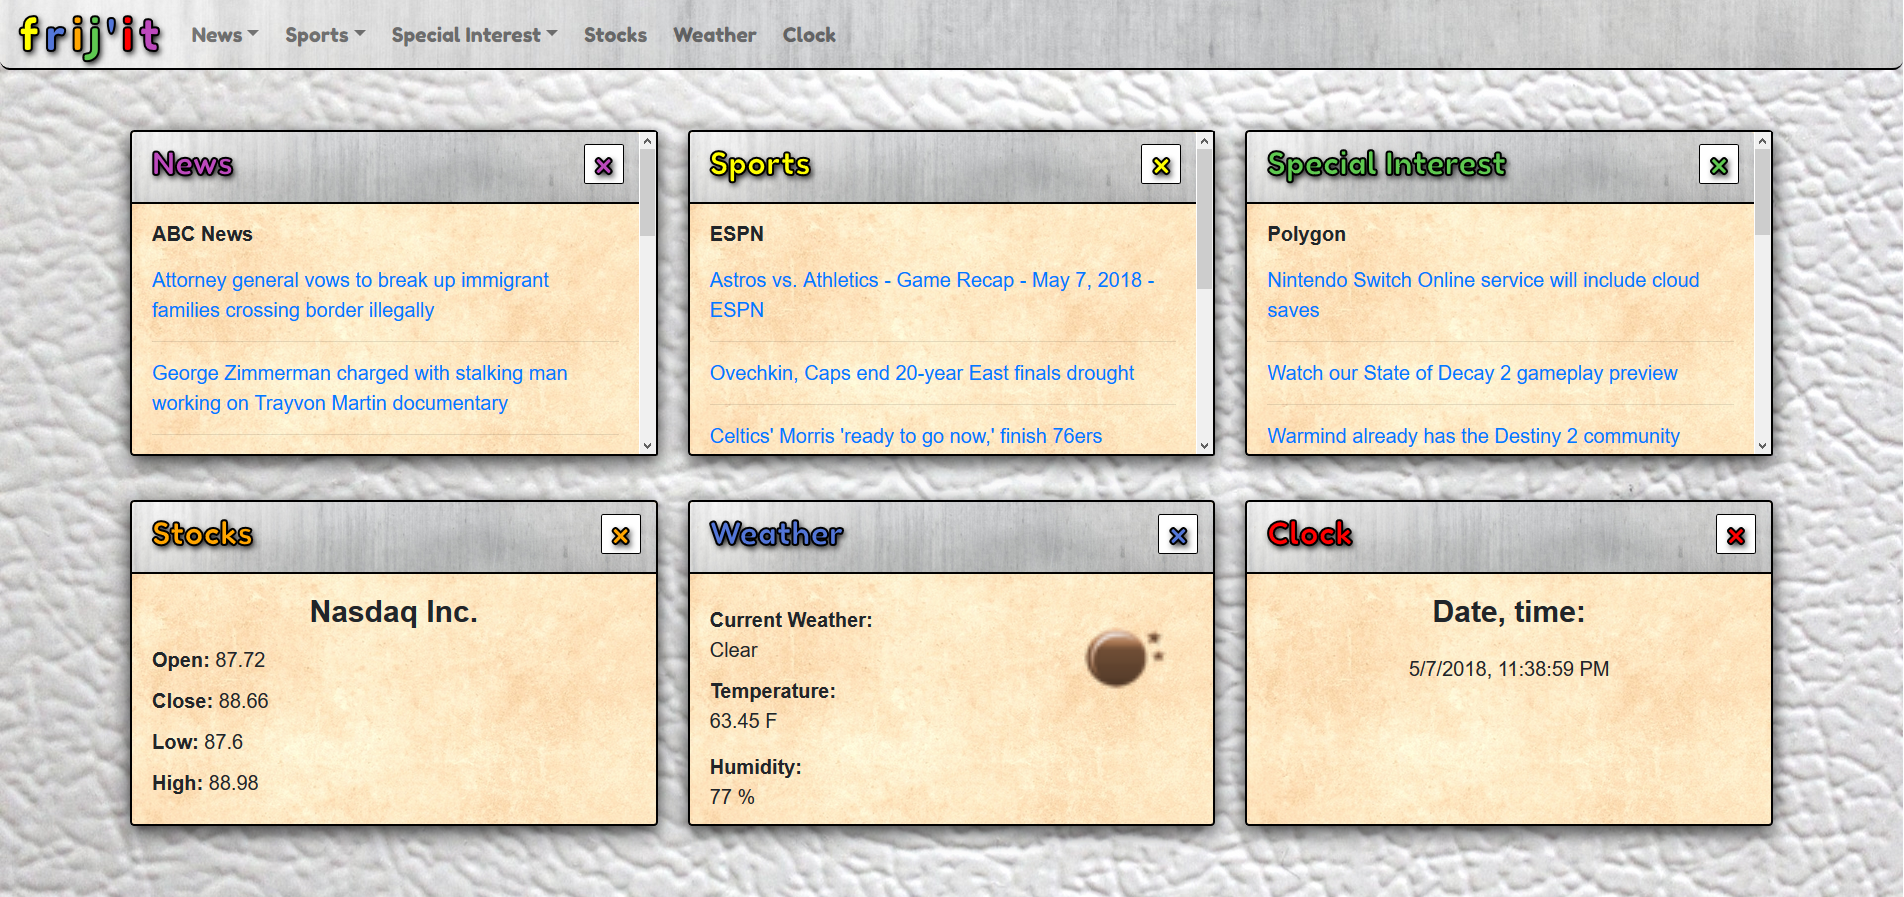 frij'it News Sports Special Interest Stocks Weather Clock
News
ABC News
Attorney general vows to break up immigrant
families crossing border illegally
George Zimmerman charged with stalking man
working on Trayvon Martin documentary
Sports
ESPN
Astros vs. Athletics - Game Recap - May 7, 2018 -
ESPN
Ovechkin, Caps end 20-year East finals drought
Celtics' Morris 'ready to go now,' finish 76ers
Special Interest
Polygon
Nintendo Switch Online service will include cloud
saves
Watch our State of Decay 2 gameplay preview
Warmind already has the Destiny 2 community
Stocks
Nasdaq Inc.
Open: 87.72
Close: 88.66
Low: 87.6
High: 88.98
Weather
Current Weather:
Clear
Temperature:
63.45 F
Humidity:
77 %
Clock
Date, time:
5/7/2018, 11:38:59 PM